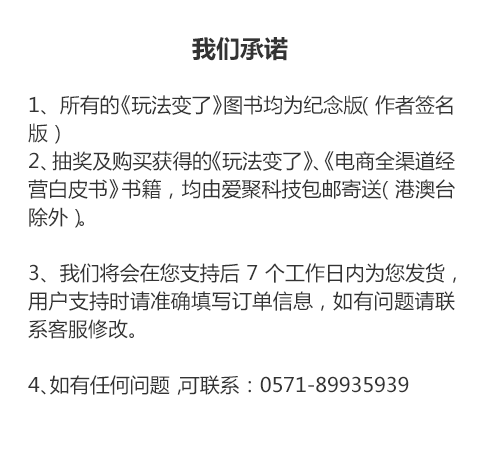 我们承诺
1、所有的《玩法变了》图书均为纪念版（作者签名
版）
2、抽奖及购买获得的《玩法变了》、《电商全渠道经
营白皮书》书籍，均由爱聚科技包邮寄送（港澳台
除外）。
3、我们将会在您支持后 7 个工作日内为您发货，
用户支持时请准确填写订单信息，如有问题请联
系客服修改。
4、如有任何问题，可联系：0571-89935939